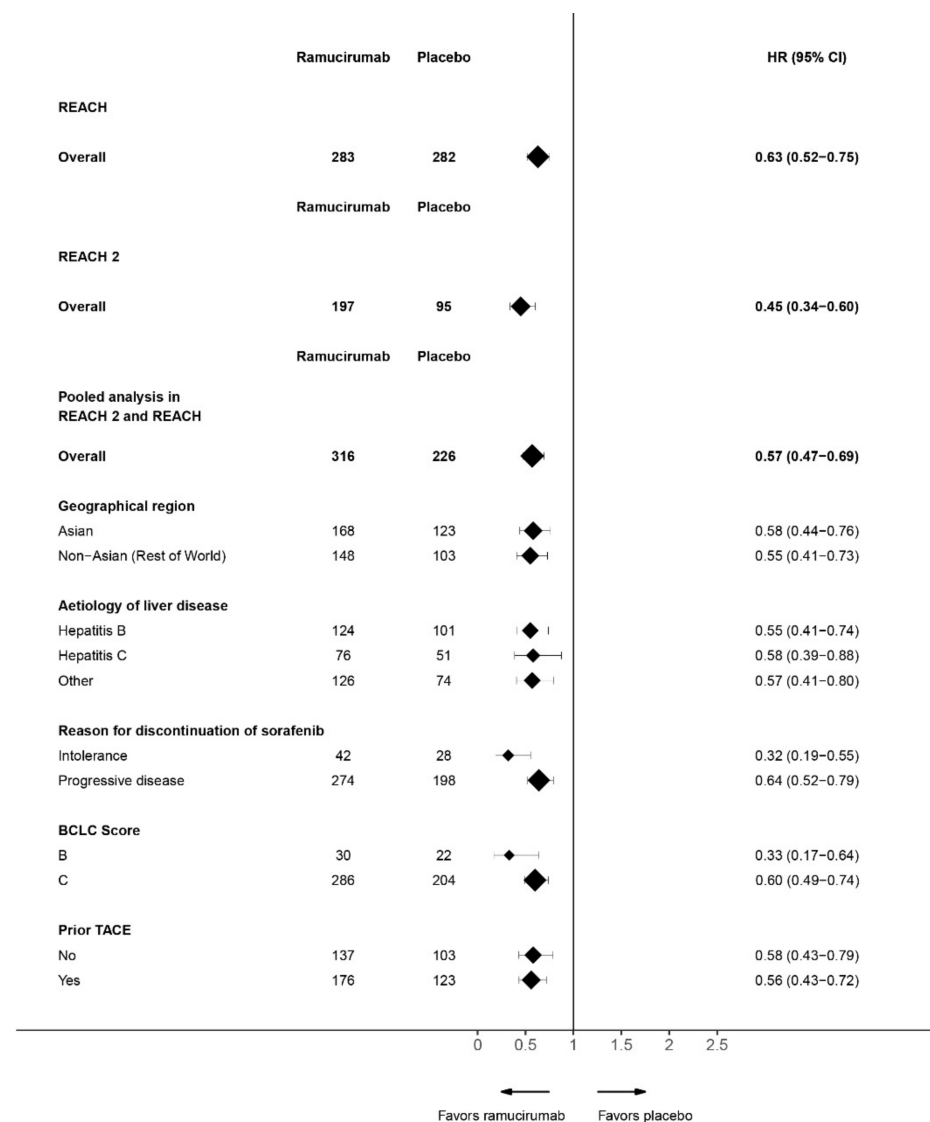 Ramucirumab Placebo HR (95% CI)
REACH
Overall 283 282 0.63 (0.52−0.75)
Ramucirumab Placebo
REACH 2
Overall 197 95 0.45 (0.34−0.60)
Ramucirumab Placebo
Pooled analysis in
REACH 2 and REACH
Overall 316 226 0.57 (0.47−0.69)
Geographical region
Asian 168 123 0.58 (0.44−0.76)
Non−Asian (Rest of World) 148 103 0.55 (0.41−0.73)
Aetiology of liver disease
Hepatitis B 124 101 0.55 (0.41−0.74)
Hepatitis C 76 51 0.58 (0.39−0.88)
Other 126 74 0.57 (0.41−0.80)
Reason for discontinuation of sorafenib
Intolerance 42 28 0.32 (0.19−0.55)
Progressive disease 274 198 0.64 (0.52−0.79)
BCLC Score
B 30 22 0.33 (0.17−0.64)
C 286 204 0.60 (0.49−0.74)
Prior TACE
No 137 103 0.58 (0.43−0.79)
Yes 176 123 0.56 (0.43−0.72)
0 0.5 1 1.5 2 2.5
Favors ramucirumab Favors placebo